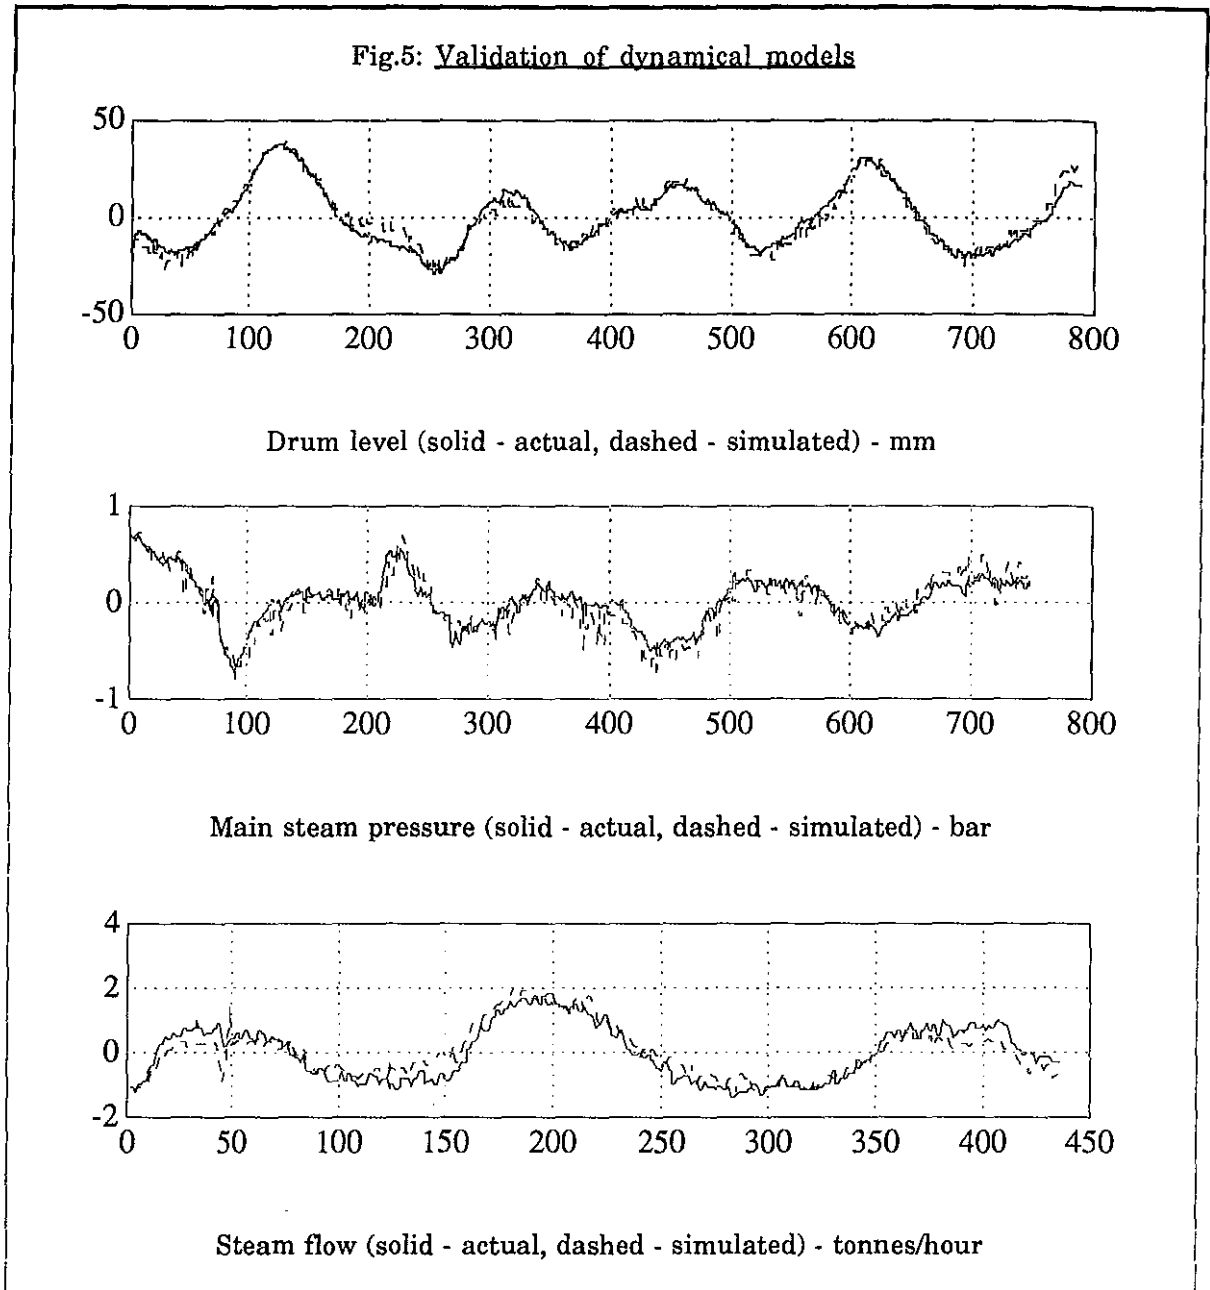 Fig.5: Validation of dynamical models
50
0
-50
0 100 200 300 400 500 600 700 800
Drum level (solid - actual, dashed - simulated) - mm
1
0
-1
0 100 200 300 400 500 600 700 800
Main steam pressure (solid - actual, dashed - simulated) - bar
4
2
0
-2
0 50 100 150 200 250 300 350 400 450
Steam flow (solid - actual, dashed - simulated) - tonnes/hour